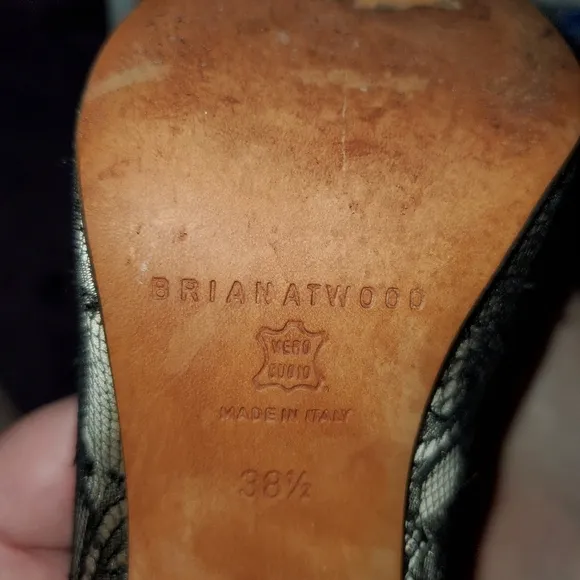 BRIAN ATWOOD
VERO
CUOIO
MADE IN ITALY
38½